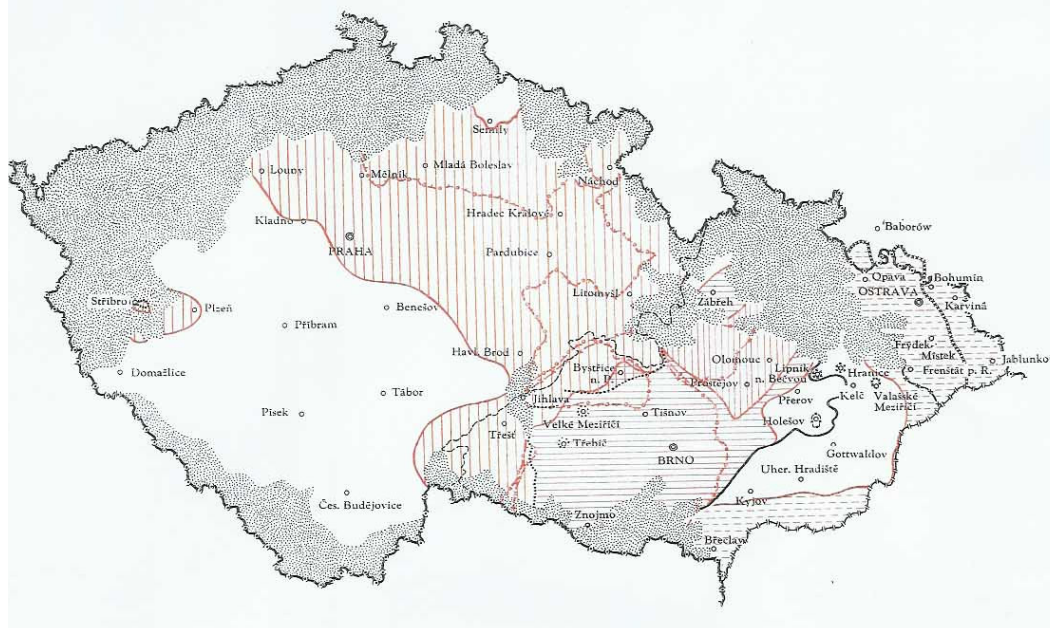 Semily
Louny
Mělník
Mladá Boleslav
Náchod
Kladno
Hradec Králové
PRAHA
'Baborów
Pardubice
Opava
Bohumín
OSTRAVA
Karviná
Stříbro
Plzeň
Benešov
Litomyšl
Zábřeh
Příbram
Havl. Brod
Frýdek
Místek
Olomouc
Lipník
n. Bečvou
Hranice
Frenštát p. R.
Jablunkov
Domažlice
Bystřice
n. P.
Prostějov
Přerov
Kelč
Valašské
Meziříčí
Tábor
Jihlava
Písek
Velké Meziříčí
Tišnov
Holešov
Třešť
Třebíč
BRNO
Gottwaldov
Uher. Hradiště
Čes. Budějovice
Kyjov
Znojmo
Břeclav